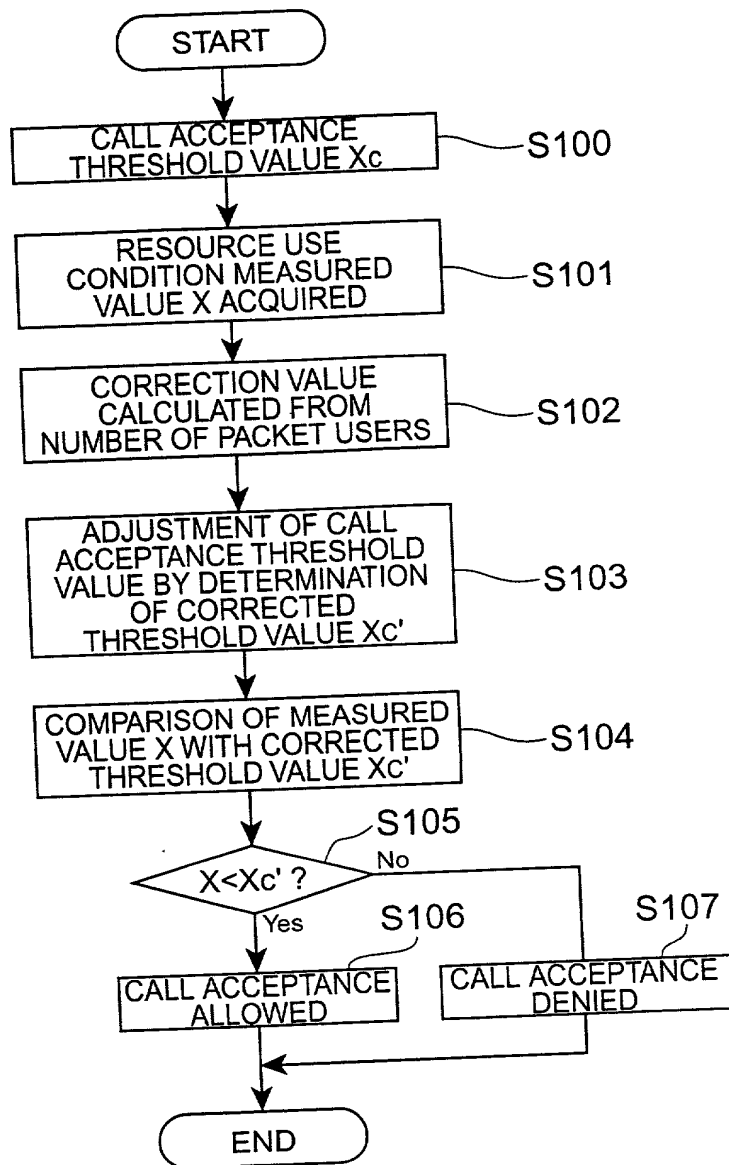 START
CALL ACCEPTANCE
THRESHOLD VALUE Xc
S100
RESOURCE USE
CONDITION MEASURED
VALUE X ACQUIRED
S101
CORRECTION VALUE
CALCULATED FROM
NUMBER OF PACKET USERS
S102
ADJUSTMENT OF CALL
ACCEPTANCE THRESHOLD
VALUE BY DETERMINATION
OF CORRECTED
THRESHOLD VALUE Xc'
S103
COMPARISON OF MEASURED
VALUE X WITH CORRECTED
THRESHOLD VALUE Xc'
S104
S105
X<Xc' ?
No
Yes
S106
S107
CALL ACCEPTANCE
ALLOWED
CALL ACCEPTANCE
DENIED
END